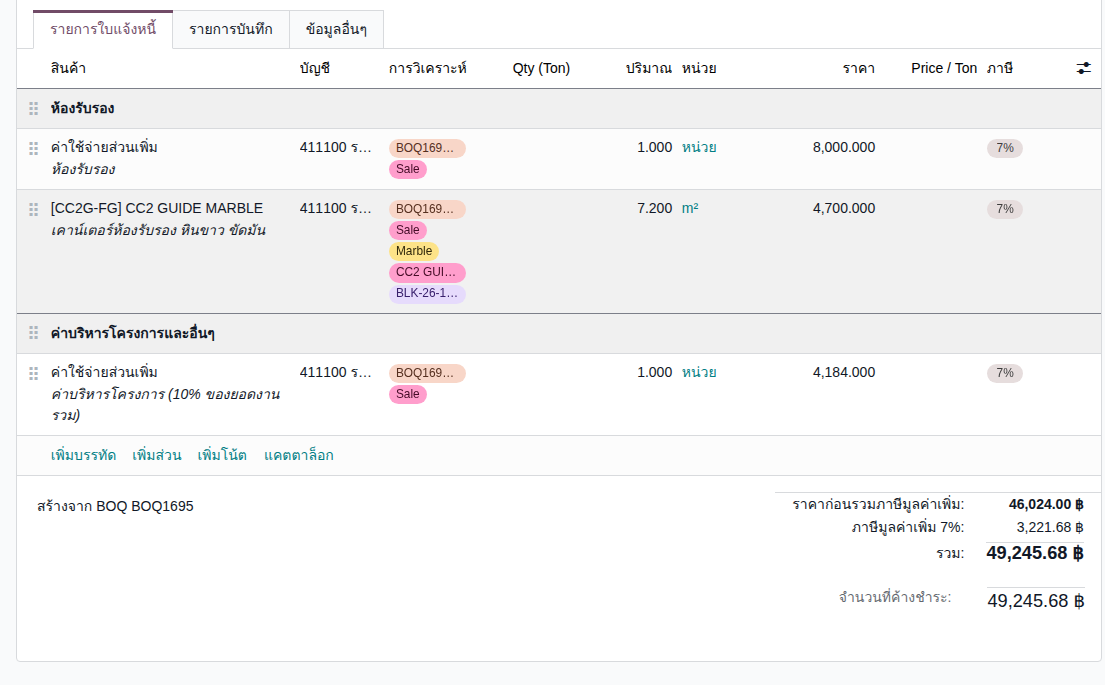 รายการใบแจ้งหนี้ รายการบันทึก ข้อมูลอื่นๆ
สินค้า บัญชี การวิเคราะห์ Qty (Ton) ปริมาณ หน่วย ราคา Price / Ton ภาษี
ห้องรับรอง
ค่าใช้จ่ายส่วนเพิ่ม 411100 ร… BOQ169… 1.000 หน่วย 8,000.000 7%
ห้องรับรอง Sale
[CC2G-FG] CC2 GUIDE MARBLE 411100 ร… BOQ169… 7.200 m² 4,700.000 7%
เคาน์เตอร์ห้องรับรอง หินขาว ขัดมัน Sale
Marble
CC2 GUI…
BLK-26-1…
ค่าบริหารโครงการและอื่นๆ
ค่าใช้จ่ายส่วนเพิ่ม 411100 ร… BOQ169… 1.000 หน่วย 4,184.000 7%
ค่าบริหารโครงการ (10% ของยอดงาน Sale
รวม)
เพิ่มบรรทัด เพิ่มส่วน เพิ่มโน้ต แคตตาล็อก
สร้างจาก BOQ BOQ1695 ราคาก่อนรวมภาษีมูลค่าเพิ่ม: 46,024.00 ฿
ภาษีมูลค่าเพิ่ม 7%: 3,221.68 ฿
รวม: 49,245.68 ฿
จำนวนที่ค้างชำระ: 49,245.68 ฿